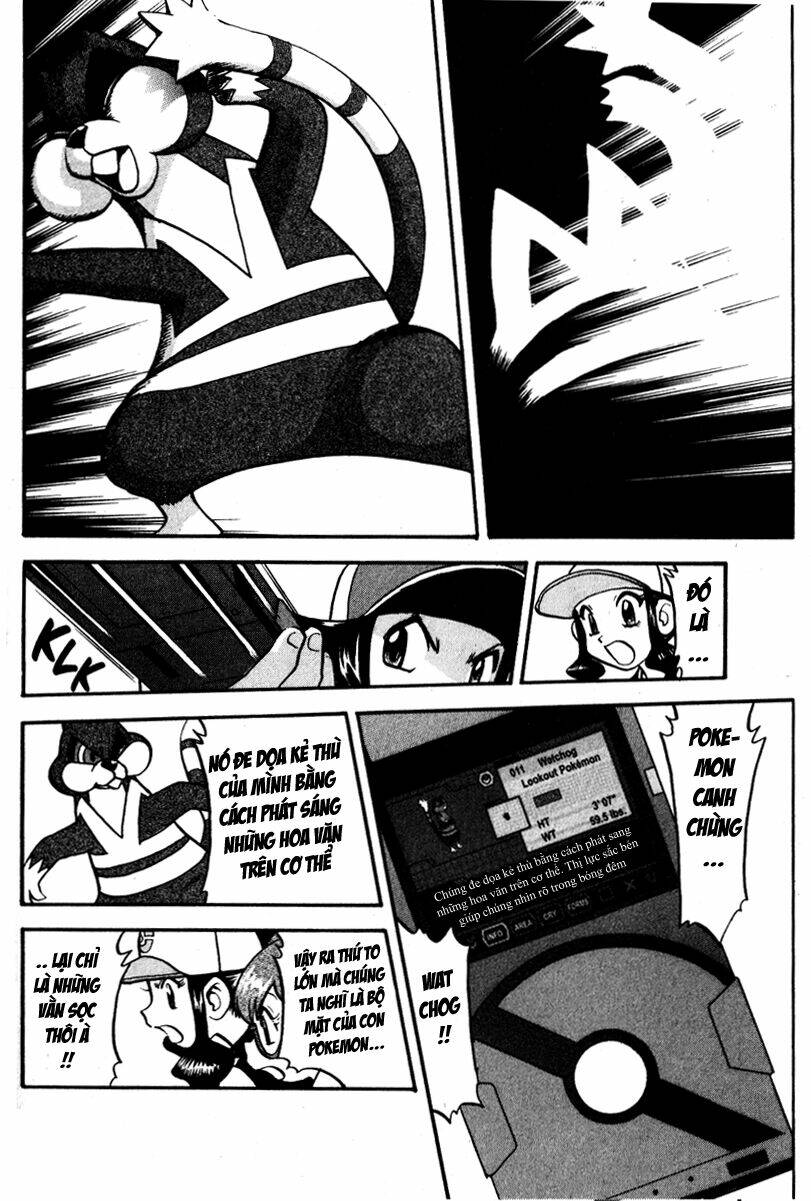 ĐÓ
LÀ
...
KLK
POKE-
MON
CANH
CHỪNG
...
011 Watchog
Lookout Pokémon
HT 3'07"
WT 59.5 lbs.
Chúng đe dọa kẻ thù bằng cách phát sang
những hoa văn trên cơ thể. Thị lực sắc bén
giúp chúng nhìn rõ trong bóng đêm
INFO AREA CRY FORMS
WAT
CHOG
!!
NÓ ĐE DỌA KẺ THÙ
CỦA MÌNH BẰNG
CÁCH PHÁT SÁNG
NHỮNG HOA VĂN
TRÊN CƠ THỂ
VẬY RA THỨ TO
LỚN MÀ CHÚNG
TA NGHĨ LÀ BỘ
MẶT CỦA CON
POKEMON...
.. LẠI CHỈ
LÀ NHỮNG
VẰN SỌC
THÔI À
!!